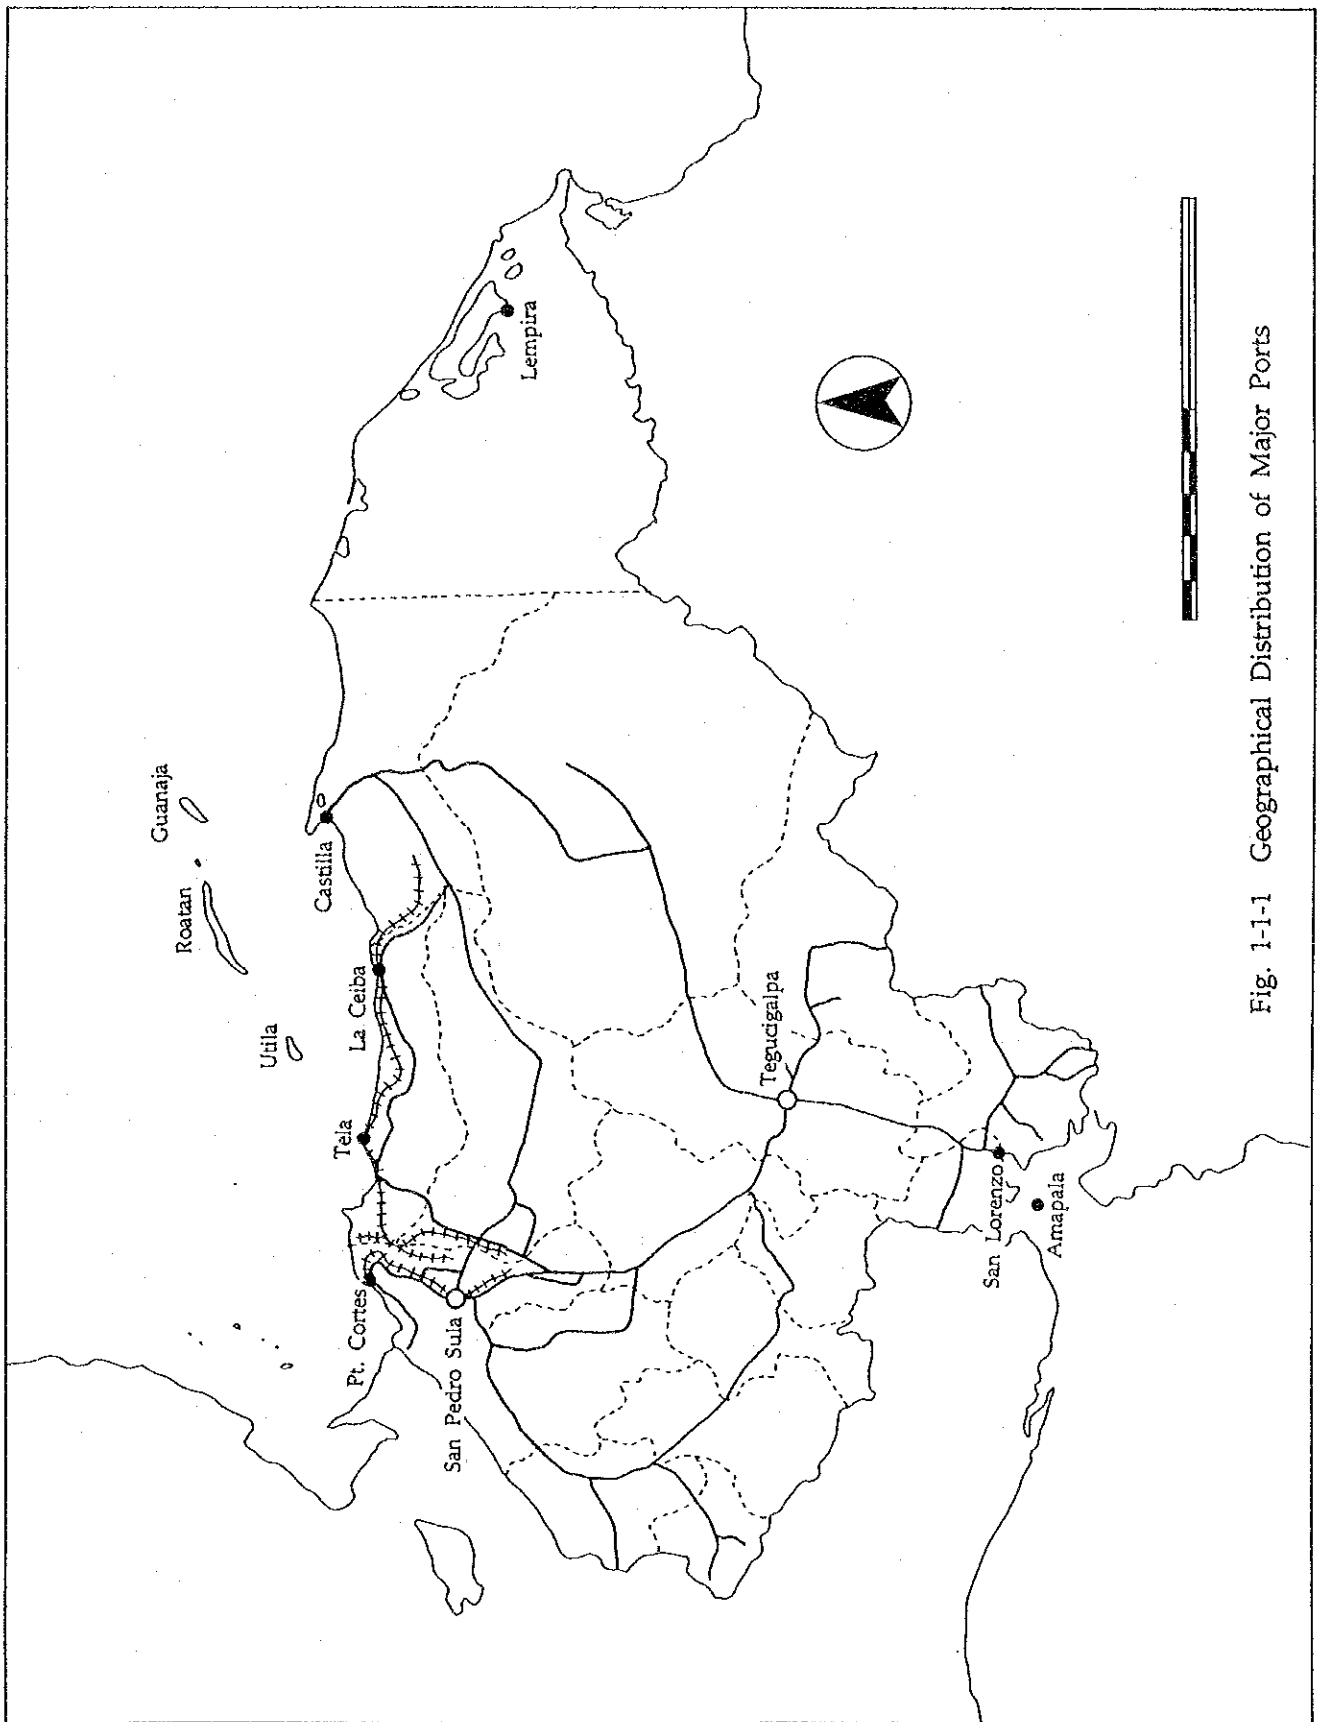 Guanaja
Roatan
Utila
Castilla
La Ceiba
Tela
Pt. Cortes
San Pedro Sula
Lempira
Tegucigalpa
San Lorenzo
Amapala
Fig. 1-1-1 Geographical Distribution of Major Ports